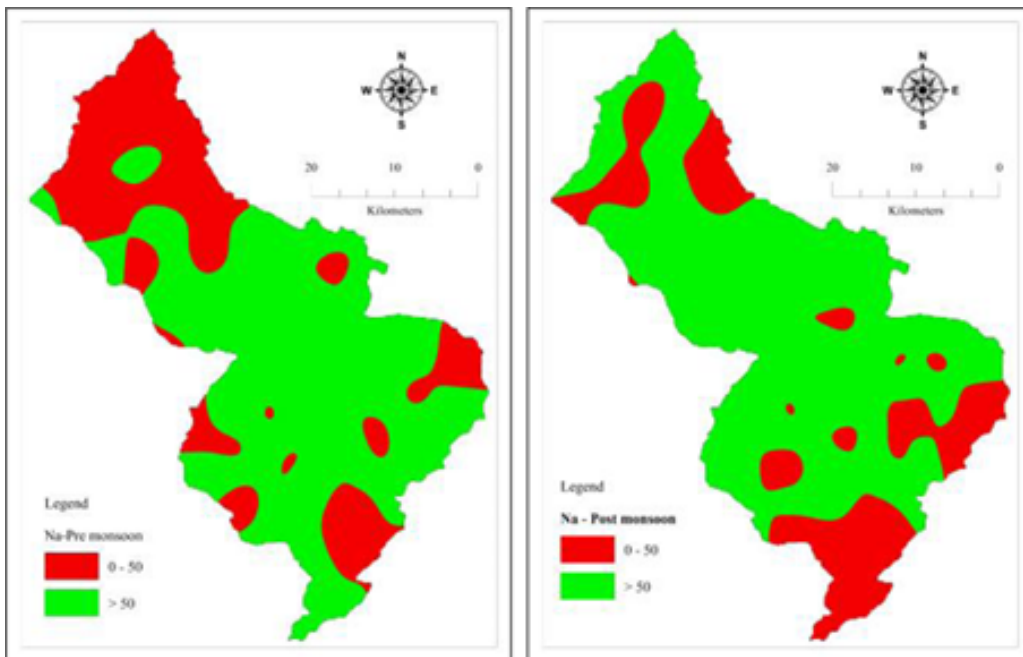 N
W E
S
20 10 0
Kilometers
Legend
Na-Pre monsoon
0 - 50
> 50
N
W E
S
20 10 0
Kilometers
Legend
Na - Post monsoon
0 - 50
> 50